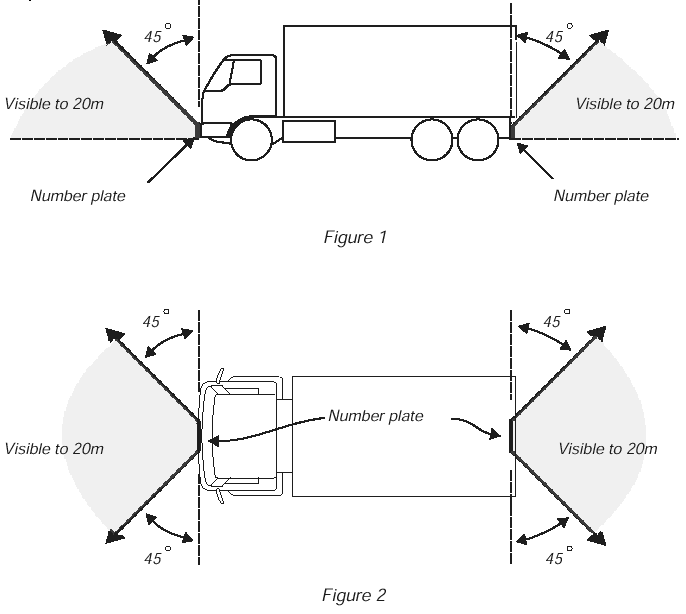 45°
45°
Visible to 20m
Visible to 20m
Number plate
Number plate
Figure 1
45°
45°
Number plate
Visible to 20m
Visible to 20m
45°
45°
Figure 2